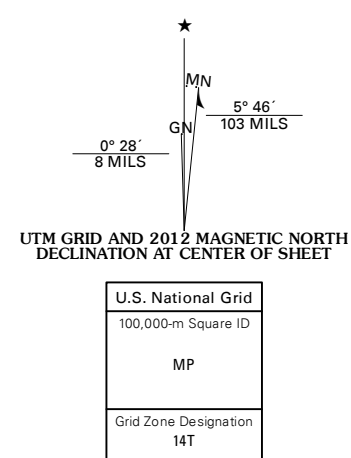 ★
MN
GN
5° 46´
103 MILS
0° 28´
8 MILS
UTM GRID AND 2012 MAGNETIC NORTH
DECLINATION AT CENTER OF SHEET
U.S. National Grid
100,000-m Square ID
MP
Grid Zone Designation
14T